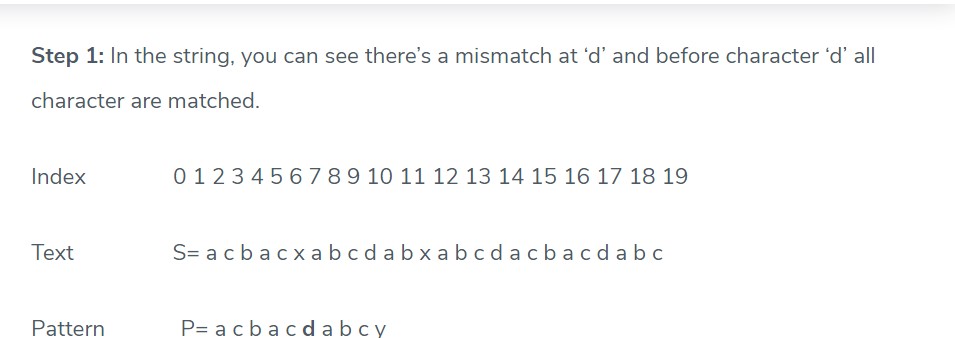 Step 1: In the string, you can see there’s a mismatch at ‘d’ and before character ‘d’ all
character are matched.
Index 0 1 2 3 4 5 6 7 8 9 10 11 12 13 14 15 16 17 18 19
Text S= a c b a c x a b c d a b x a b c d a c b a c d a b c
Pattern P= a c b a c d a b c y